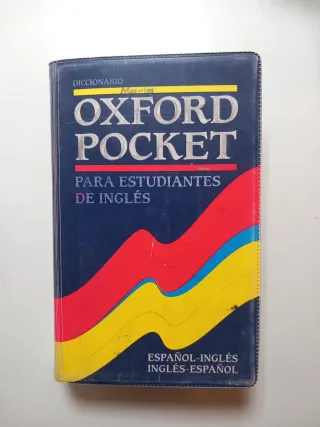 DICCIONARIO
OXFORD
POCKET
PARA ESTUDIANTES
DE INGLÉS
ESPAÑOL-INGLÉS
INGLÉS-ESPAÑOL